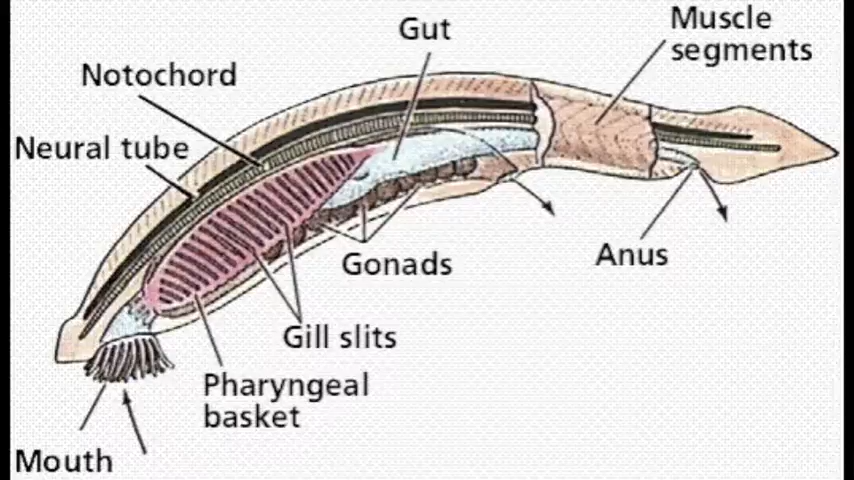 Muscle
segments
Gut
Notochord
Neural tube
Anus
Gonads
Gill slits
Pharyngeal
basket
Mouth